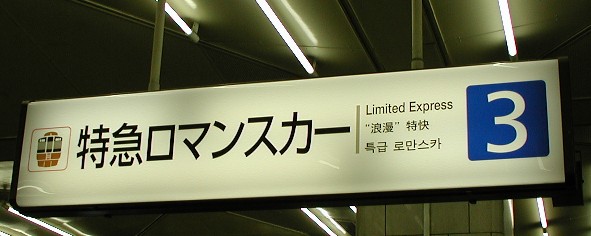 特急ロマンスカー
Limited Express
“浪漫” 特快
특급 로만스카
3